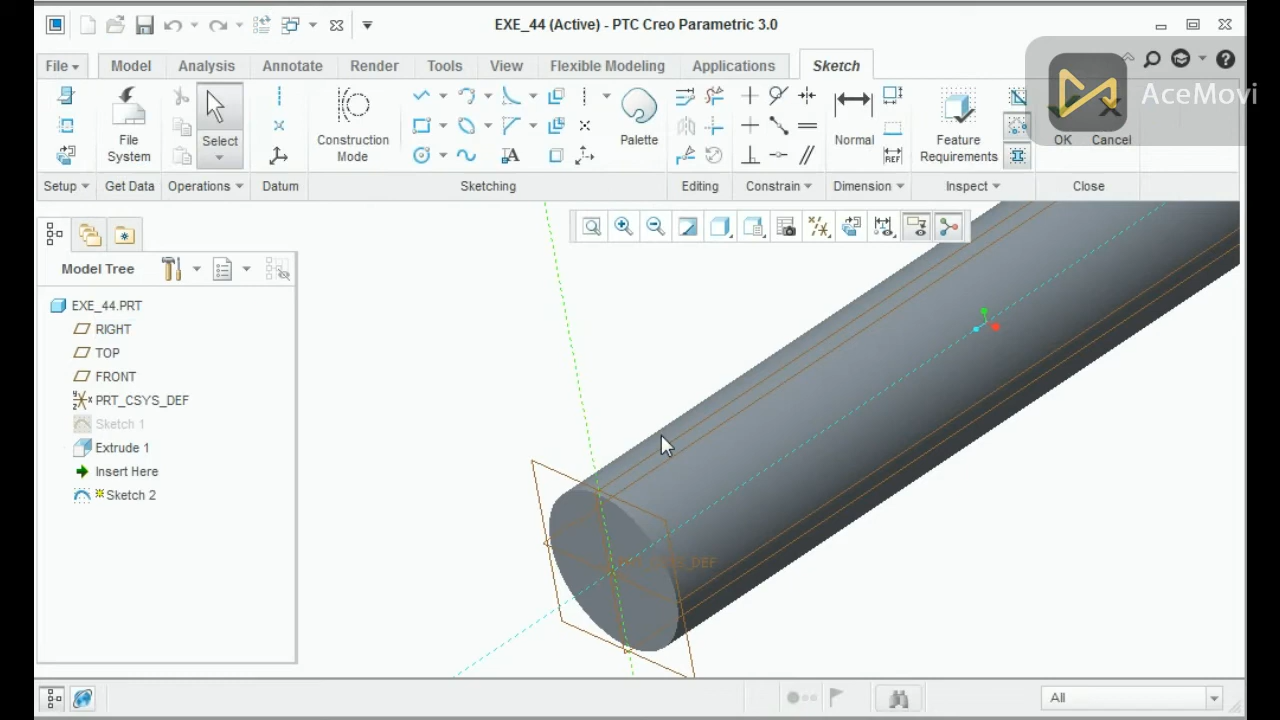 EXE_44 (Active) - PTC Creo Parametric 3.0
File Model Analysis Annotate Render Tools View Flexible Modeling Applications Sketch
AceMovi
File System
Select
Construction Mode
Palette
Normal
REF
Feature Requirements
OK Cancel
Setup Get Data Operations Datum Sketching Editing Constrain Dimension Inspect Close
Model Tree
EXE_44.PRT
RIGHT
TOP
FRONT
PRT_CSYS_DEF
Sketch 1
Extrude 1
Insert Here
Sketch 2
All